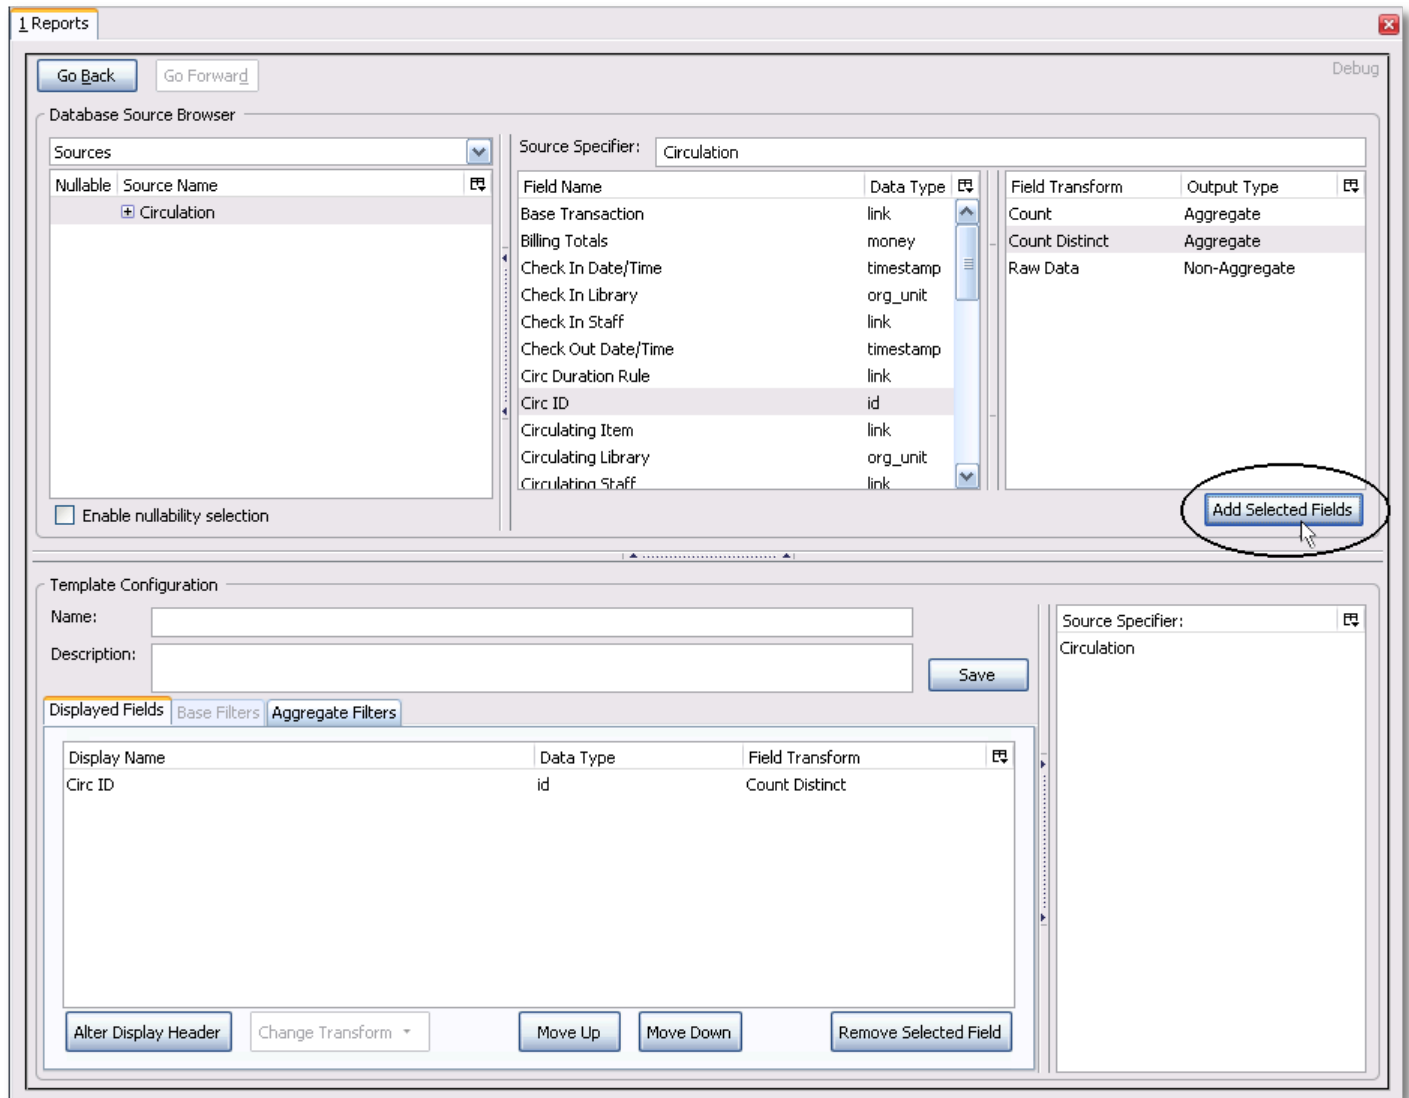 1 Reports
Go Back Go Forward Debug
Database Source Browser
Sources
Nullable Source Name
Circulation
Enable nullability selection
Source Specifier: Circulation
Field Name Data Type
Base Transaction link
Billing Totals money
Check In Date/Time timestamp
Check In Library org_unit
Check In Staff link
Check Out Date/Time timestamp
Circ Duration Rule link
Circ ID id
Circulating Item link
Circulating Library org_unit
Circulating Staff link
Field Transform Output Type
Count Aggregate
Count Distinct Aggregate
Raw Data Non-Aggregate
Add Selected Fields
Template Configuration
Name:
Description:
Save
Displayed Fields Base Filters Aggregate Filters
Display Name Data Type Field Transform
Circ ID id Count Distinct
Alter Display Header Change Transform Move Up Move Down Remove Selected Field
Source Specifier:
Circulation